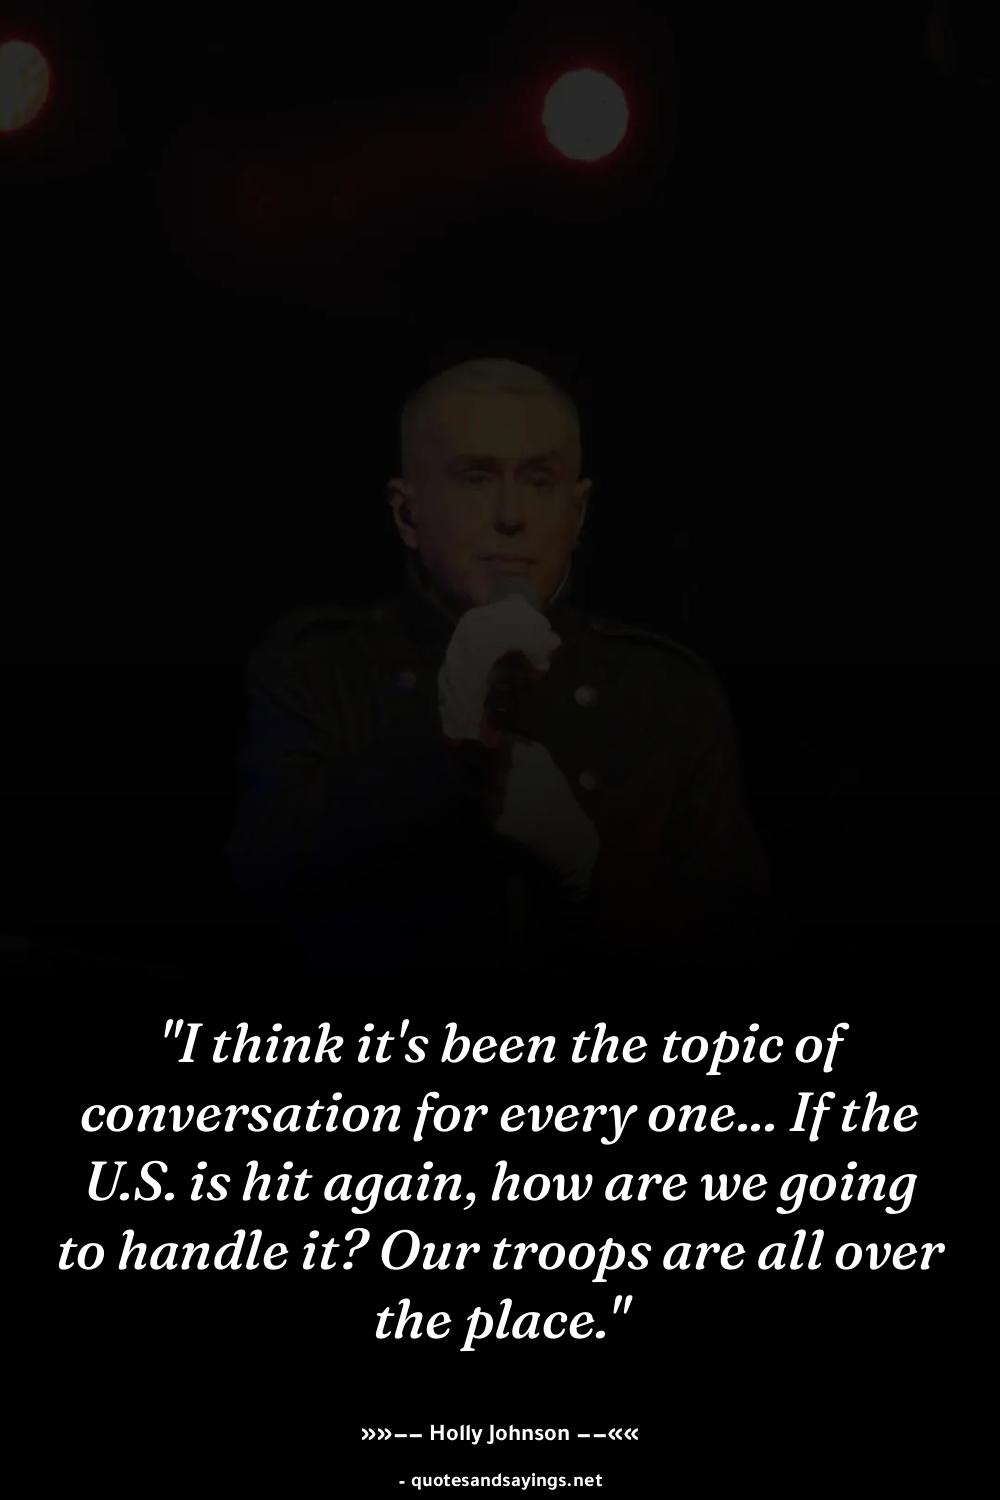 "I think it's been the topic of
conversation for every one... If the
U.S. is hit again, how are we going
to handle it? Our troops are all over
the place."
»»−− Holly Johnson −−««
- quotesandsayings.net